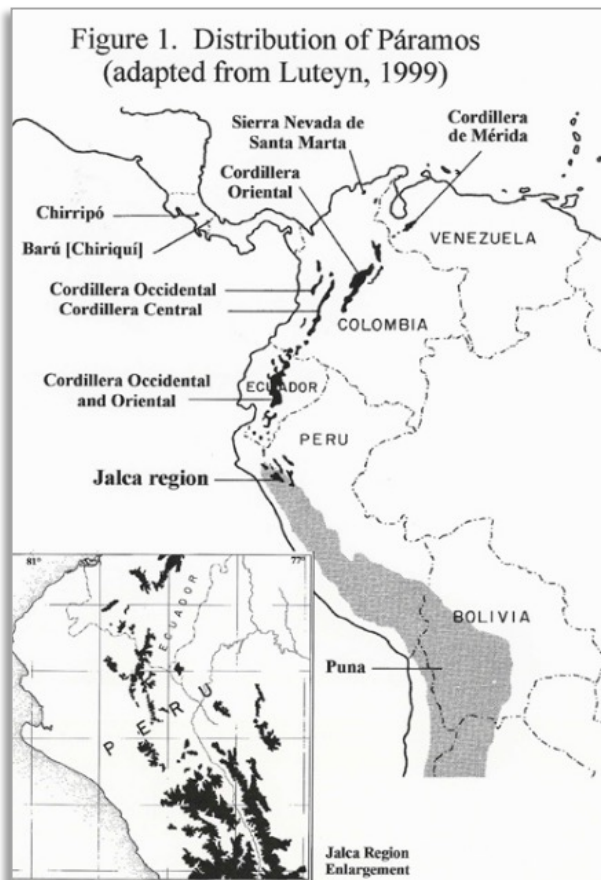 Figure 1. Distribution of Páramos
(adapted from Luteyn, 1999)
Sierra Nevada de
Santa Marta
Cordillera
de Mérida
Cordillera
Oriental
Chirripó
Barú [Chiriquí]
VENEZUELA
Cordillera Occidental
Cordillera Central
COLOMBIA
Cordillera Occidental
and Oriental
ECUADOR
PERU
Jalca region
BOLIVIA
Puna
81°
77°
ECUADOR
PERU
Jalca Region
Enlargement